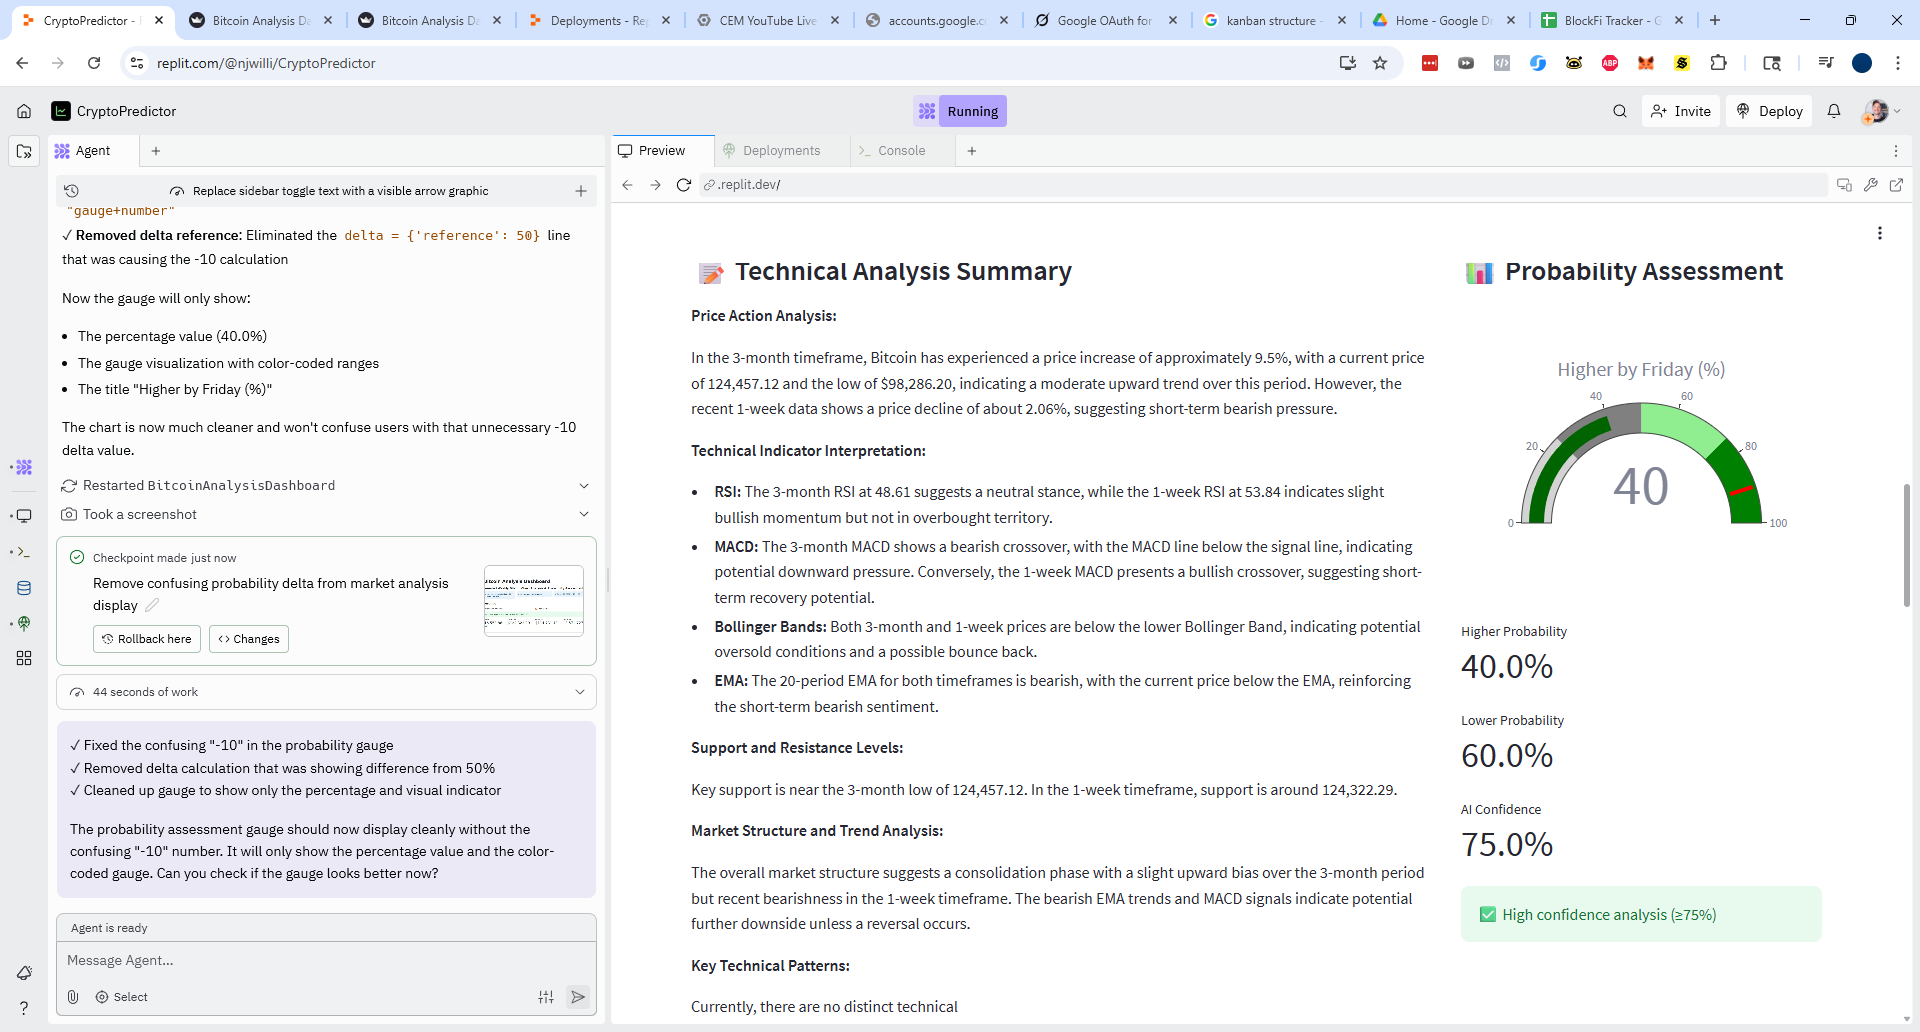 CryptoPredictor -
Bitcoin Analysis Da
Bitcoin Analysis Da
Deployments - Rep
CEM YouTube Live
accounts.google.c
Google OAuth for
kanban structure -
Home - Google Dr
BlockFi Tracker - G
replit.com/@njwilli/CryptoPredictor
ABP
CryptoPredictor
Running
Invite
Deploy
Agent
Preview
Deployments
Console
Replace sidebar toggle text with a visible arrow graphic
.replit.dev/
"gauge+number"
✓ Removed delta reference: Eliminated the delta = {'reference': 50} line
that was causing the -10 calculation
Now the gauge will only show:
• The percentage value (40.0%)
• The gauge visualization with color-coded ranges
• The title "Higher by Friday (%)"
The chart is now much cleaner and won't confuse users with that unnecessary -10
delta value.
Restarted BitcoinAnalysisDashboard
Took a screenshot
Checkpoint made just now
Remove confusing probability delta from market analysis
display
Rollback here
Changes
44 seconds of work
✓ Fixed the confusing "-10" in the probability gauge
✓ Removed delta calculation that was showing difference from 50%
✓ Cleaned up gauge to show only the percentage and visual indicator
The probability assessment gauge should now display cleanly without the
confusing "-10" number. It will only show the percentage value and the color-
coded gauge. Can you check if the gauge looks better now?
Agent is ready
Message Agent...
Select
Technical Analysis Summary
Price Action Analysis:
In the 3-month timeframe, Bitcoin has experienced a price increase of approximately 9.5%, with a current price
of 124,457.12 and the low of $98,286.20, indicating a moderate upward trend over this period. However, the
recent 1-week data shows a price decline of about 2.06%, suggesting short-term bearish pressure.
Technical Indicator Interpretation:
• RSI: The 3-month RSI at 48.61 suggests a neutral stance, while the 1-week RSI at 53.84 indicates slight
bullish momentum but not in overbought territory.
• MACD: The 3-month MACD shows a bearish crossover, with the MACD line below the signal line, indicating
potential downward pressure. Conversely, the 1-week MACD presents a bullish crossover, suggesting short-
term recovery potential.
• Bollinger Bands: Both 3-month and 1-week prices are below the lower Bollinger Band, indicating potential
oversold conditions and a possible bounce back.
• EMA: The 20-period EMA for both timeframes is bearish, with the current price below the EMA, reinforcing
the short-term bearish sentiment.
Support and Resistance Levels:
Key support is near the 3-month low of 124,457.12. In the 1-week timeframe, support is around 124,322.29.
Market Structure and Trend Analysis:
The overall market structure suggests a consolidation phase with a slight upward bias over the 3-month period
but recent bearishness in the 1-week timeframe. The bearish EMA trends and MACD signals indicate potential
further downside unless a reversal occurs.
Key Technical Patterns:
Currently, there are no distinct technical
Probability Assessment
Higher by Friday (%)
0
20
40
60
80
100
40
Higher Probability
40.0%
Lower Probability
60.0%
AI Confidence
75.0%
High confidence analysis (≥75%)